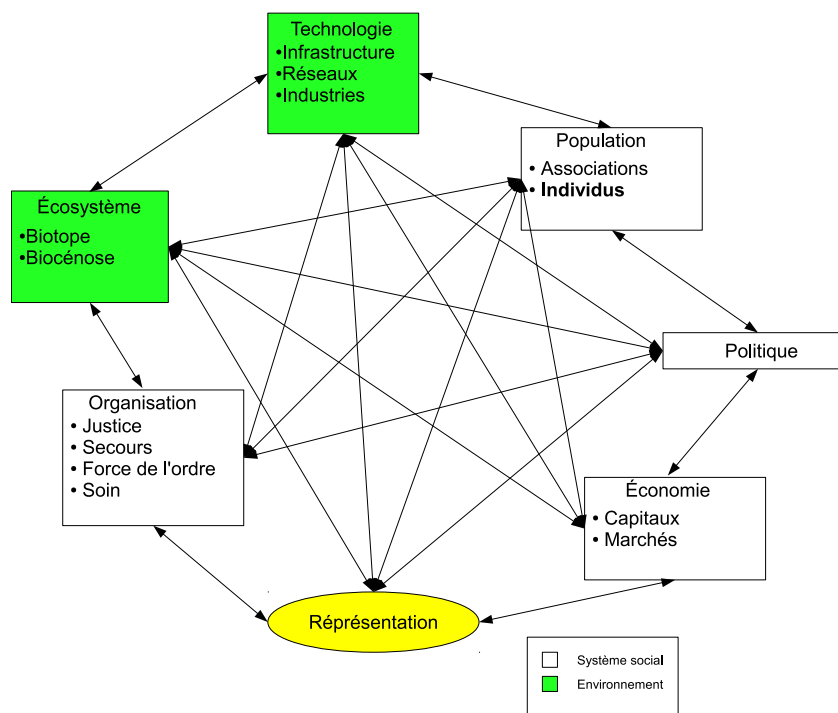 Technologie
•Infrastructure
•Réseaux
•Industries
Population
• Associations
• Individus
Écosystème
•Biotope
•Biocénose
Politique
Organisation
• Justice
• Secours
• Force de l'ordre
• Soin
Économie
• Capitaux
• Marchés
Réprésentation
Système social
Environnement